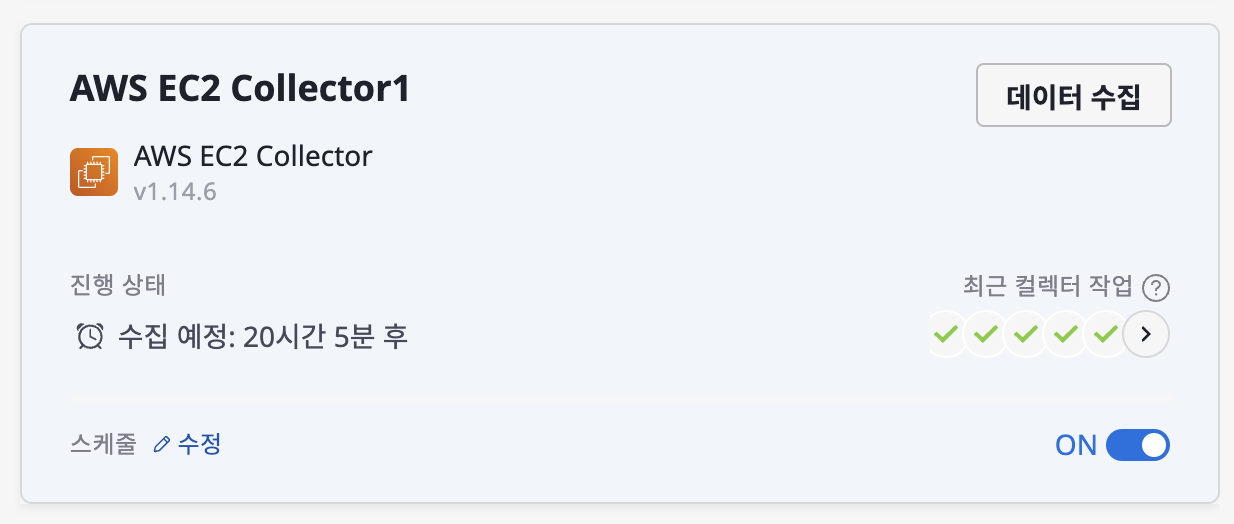 AWS EC2 Collector1
데이터 수집
AWS EC2 Collector
v1.14.6
진행 상태
최근 컬렉터 작업
수집 예정: 20시간 5분 후
스케줄
수정
ON